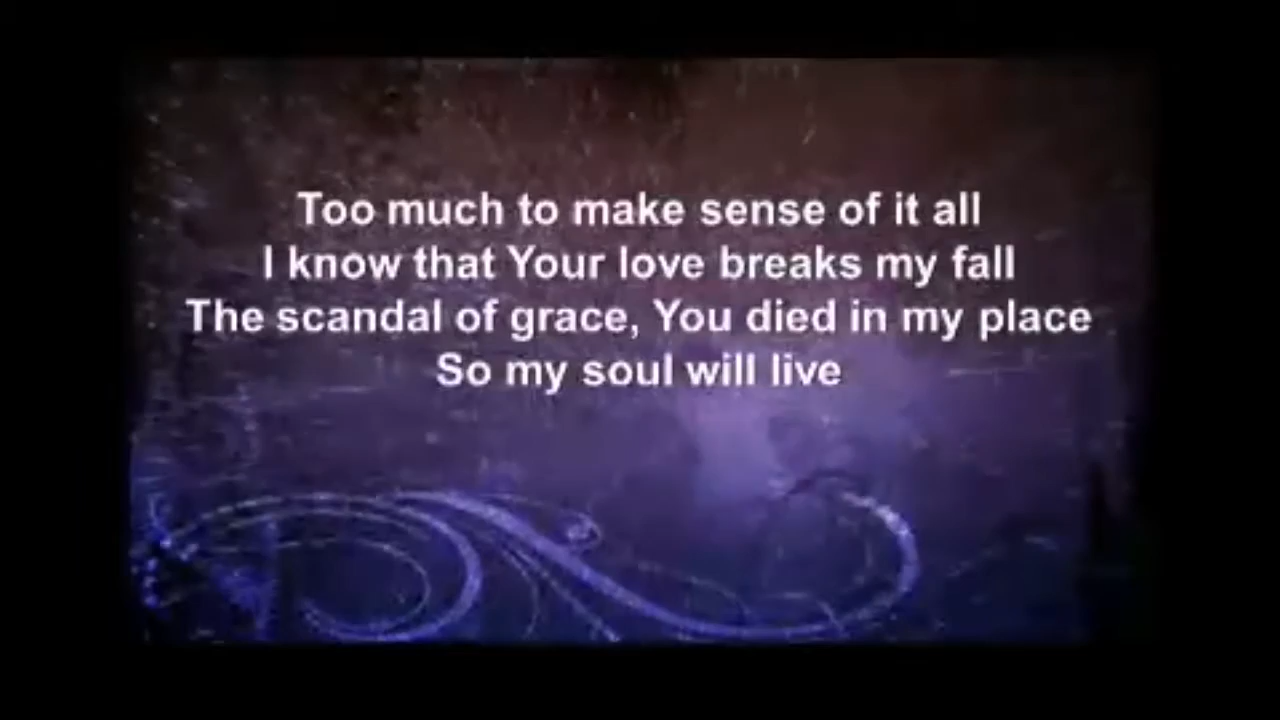 Too much to make sense of it all
I know that Your love breaks my fall
The scandal of grace, You died in my place
So my soul will live